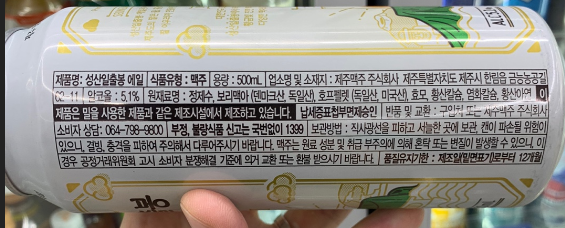 제품명: 성산일출봉 에일 식품유형: 맥주 용량: 500mL 업소명 및 소재지: 제주맥주 주식회사 제주특별자치도 제주시 한림읍 금능농공길
62-11 알코올: 5.1% 원재료명: 정제수, 보리맥아 (덴마크산, 독일산), 호프펠렛 (독일산, 미국산), 효모, 황산칼슘, 염화칼슘, 황산아연 이
제품은 밀을 사용한 제품과 같은 제조시설에서 제조하고 있습니다. 납세증표첩부면제승인 반품 및 교환: 구입처 또는 제주맥주 주식회사
소비자 상담: 064-798-9800 부정, 불량식품 신고는 국번없이 1399 보관방법: 직사광선을 피하고 서늘한 곳에 보관, 캔이 파손될 위험이
있으니, 결빙, 충격을 피하여 주의해서 다루어주시기 바랍니다. 맥주는 원료 성분 및 취급 부주의에 의해 혼탁 또는 변질이 발생할 수 있으니, 이
경우 공정거래위원회 고시 소비자 분쟁해결 기준에 의거 교환 또는 환불 받으시기 바랍니다. 품질유지기한: 제조일(밑면표기)로부터 12개월